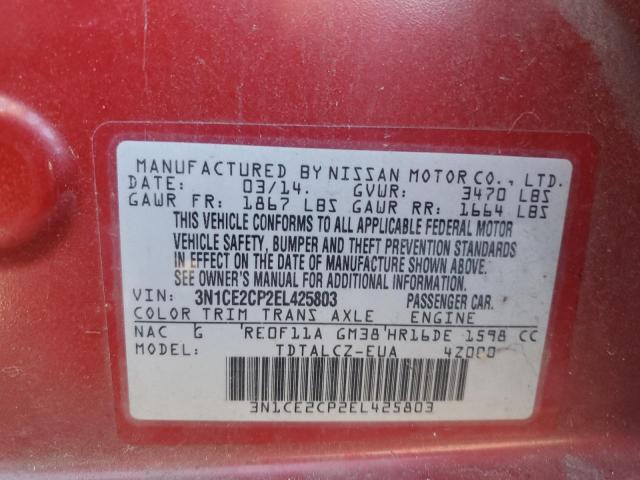 MANUFACTURED BY NISSAN MOTOR CO., LTD.
DATE: 03/14. GVWR: 3470 LBS
GAWR FR: 1867 LBS GAWR RR: 1664 LBS
THIS VEHICLE CONFORMS TO ALL APPLICABLE FEDERAL MOTOR
VEHICLE SAFETY, BUMPER AND THEFT PREVENTION STANDARDS
IN EFFECT ON THE DATE OF MANUFACTURE SHOWN ABOVE.
SEE OWNER'S MANUAL FOR ADDITIONAL INFORMATION.
VIN: 3N1CE2CP2EL425803 PASSENGER CAR.
COLOR TRIM TRANS AXLE ENGINE
NAC G RE0F11A GM38 HR16DE 1598 CC
MODEL: TDTALCZ-EUA 4Z000
3N1CE2CP2EL425803